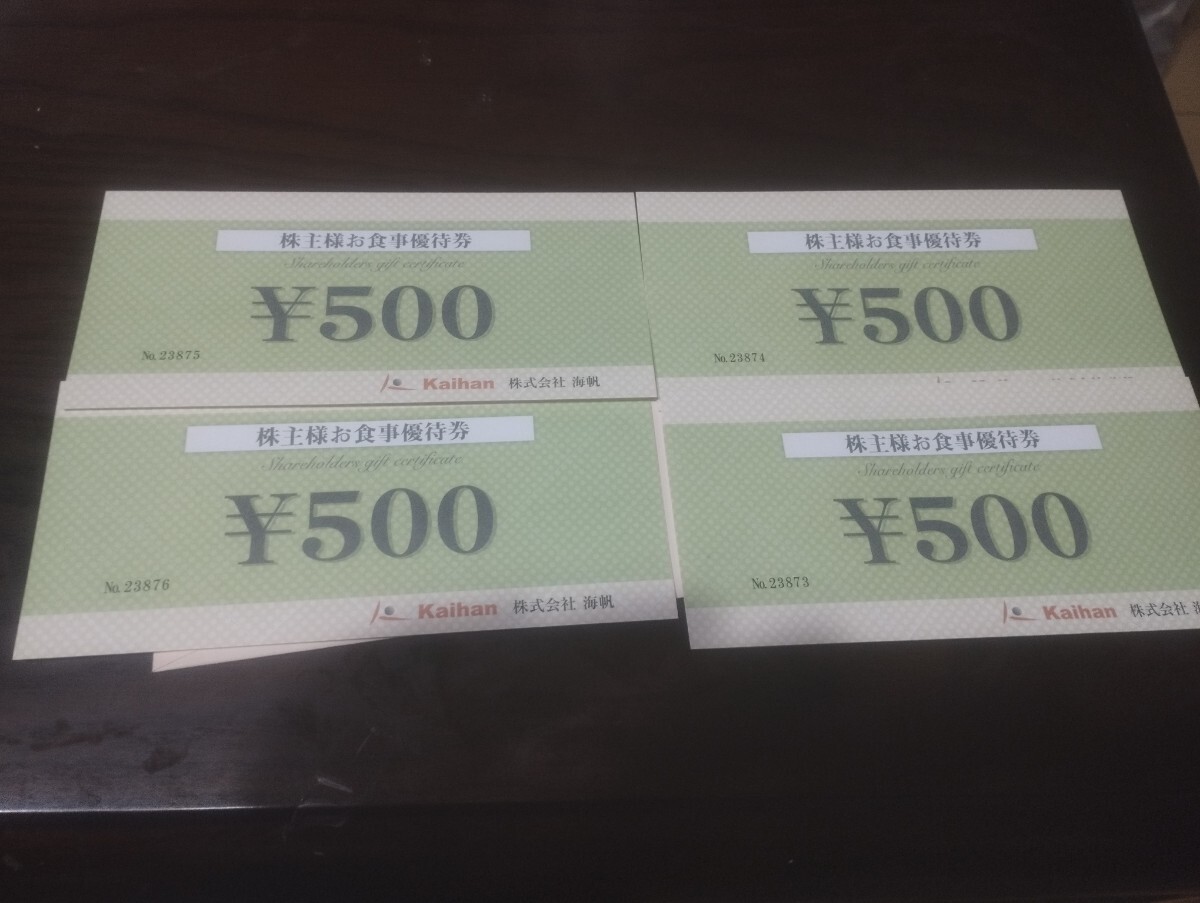 株主様お食事優待券
Shareholders gift certificate
¥500
No.23875
Kaihan 株式会社 海帆
株主様お食事優待券
Shareholders gift certificate
¥500
No.23874
株主様お食事優待券
Shareholders gift certificate
¥500
No.23876
Kaihan 株式会社 海帆
株主様お食事優待券
Shareholders gift certificate
¥500
No.23873
Kaihan 株式会社